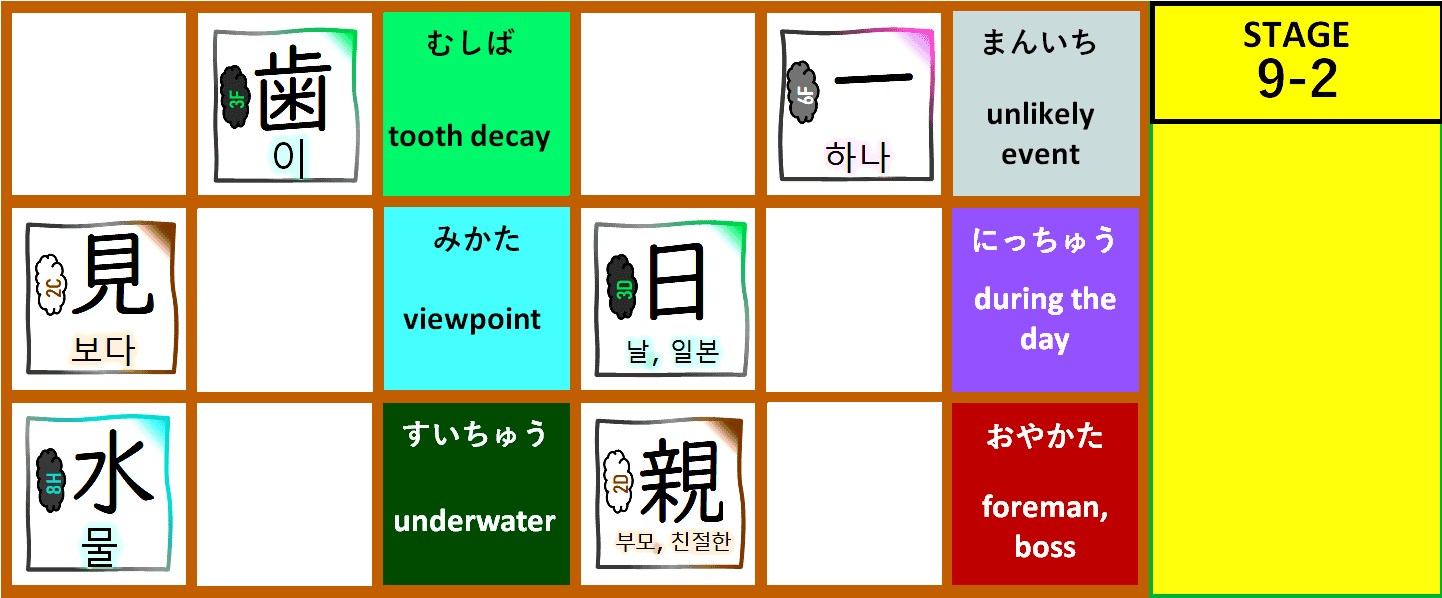 3F
歯
이
むしば
tooth decay
6F
一
하나
まんいち
unlikely
event
STAGE
9-2
2C
見
보다
みかた
viewpoint
3D
日
날, 일본
にっちゅう
during the
day
8H
水
물
すいちゅう
underwater
2D
親
부모, 친절한
おやかた
foreman,
boss